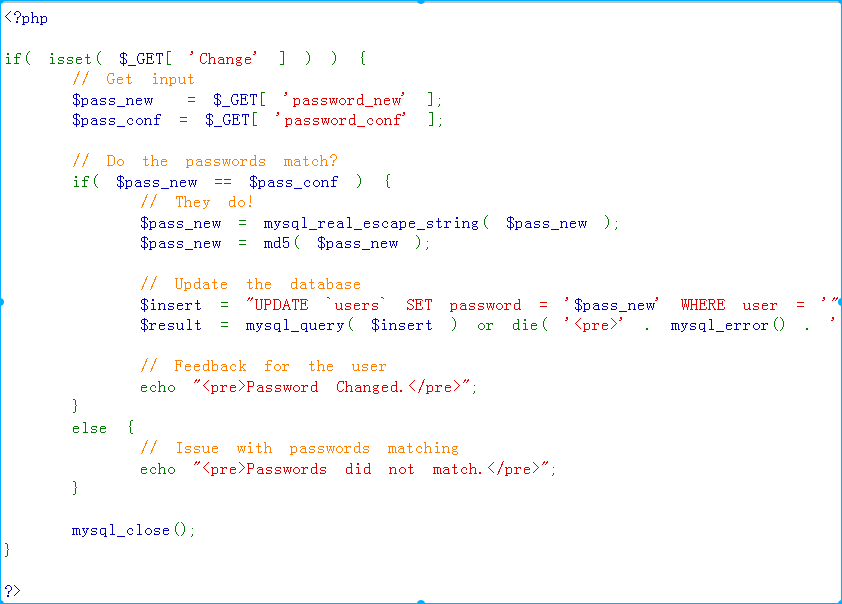 <?php
if( isset( $_GET[ 'Change' ] ) ) {
// Get input
$pass_new = $_GET[ 'password_new' ];
$pass_conf = $_GET[ 'password_conf' ];
// Do the passwords match?
if( $pass_new == $pass_conf ) {
// They do!
$pass_new = mysql_real_escape_string( $pass_new );
$pass_new = md5( $pass_new );
// Update the database
$insert = "UPDATE `users` SET password = '$pass_new' WHERE user = '"
$result = mysql_query( $insert ) or die( '<pre>' . mysql_error() . '
// Feedback for the user
echo "<pre>Password Changed.</pre>";
}
else {
// Issue with passwords matching
echo "<pre>Passwords did not match.</pre>";
}
mysql_close();
}
?>